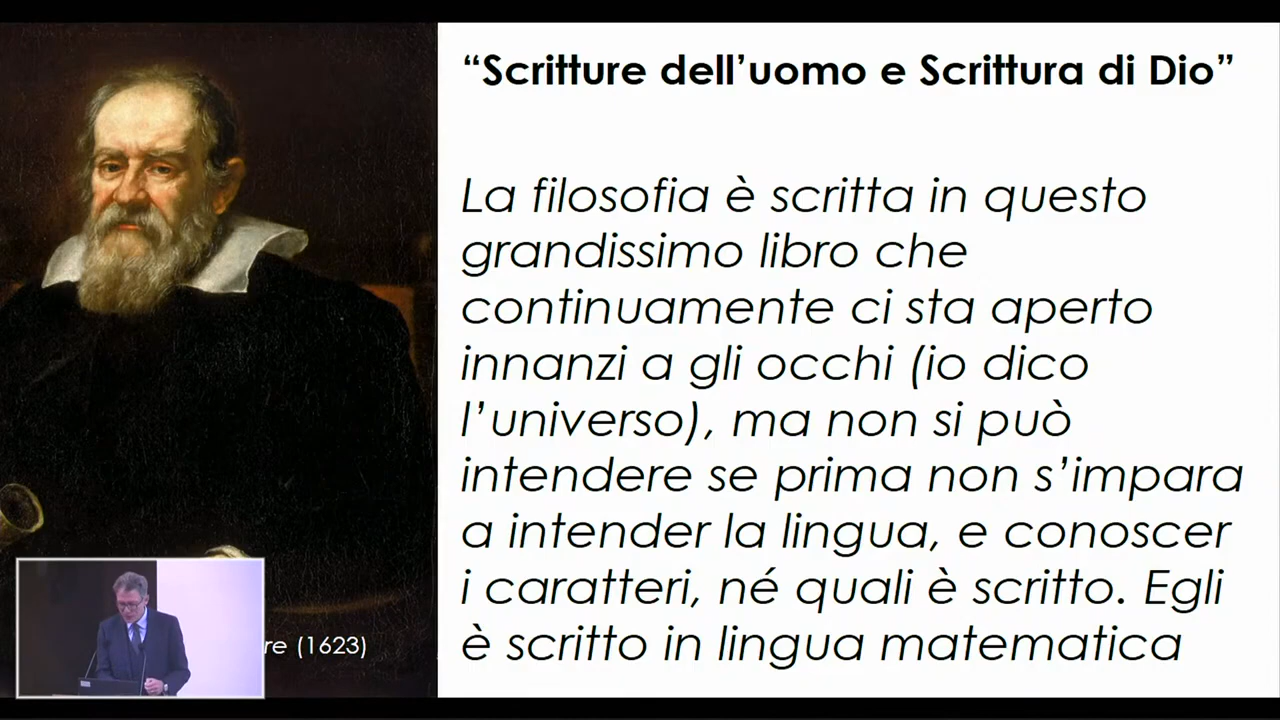 “Scritture dell’uomo e Scrittura di Dio”
La filosofia è scritta in questo
grandissimo libro che
continuamente ci sta aperto
innanzi a gli occhi (io dico
l’universo), ma non si può
intendere se prima non s’impara
a intender la lingua, e conoscer
i caratteri, né quali è scritto. Egli
è scritto in lingua matematica
re (1623)